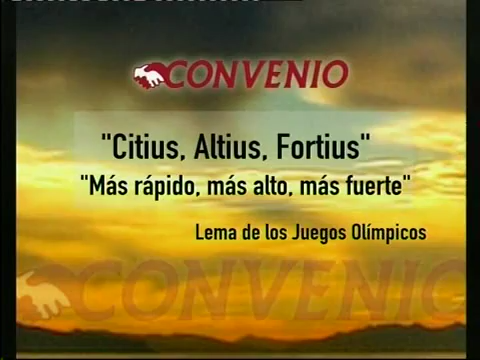 CONVENIO
"Citius, Altius, Fortius"
"Más rápido, más alto, más fuerte"
Lema de los Juegos Olímpicos
CONVENIO